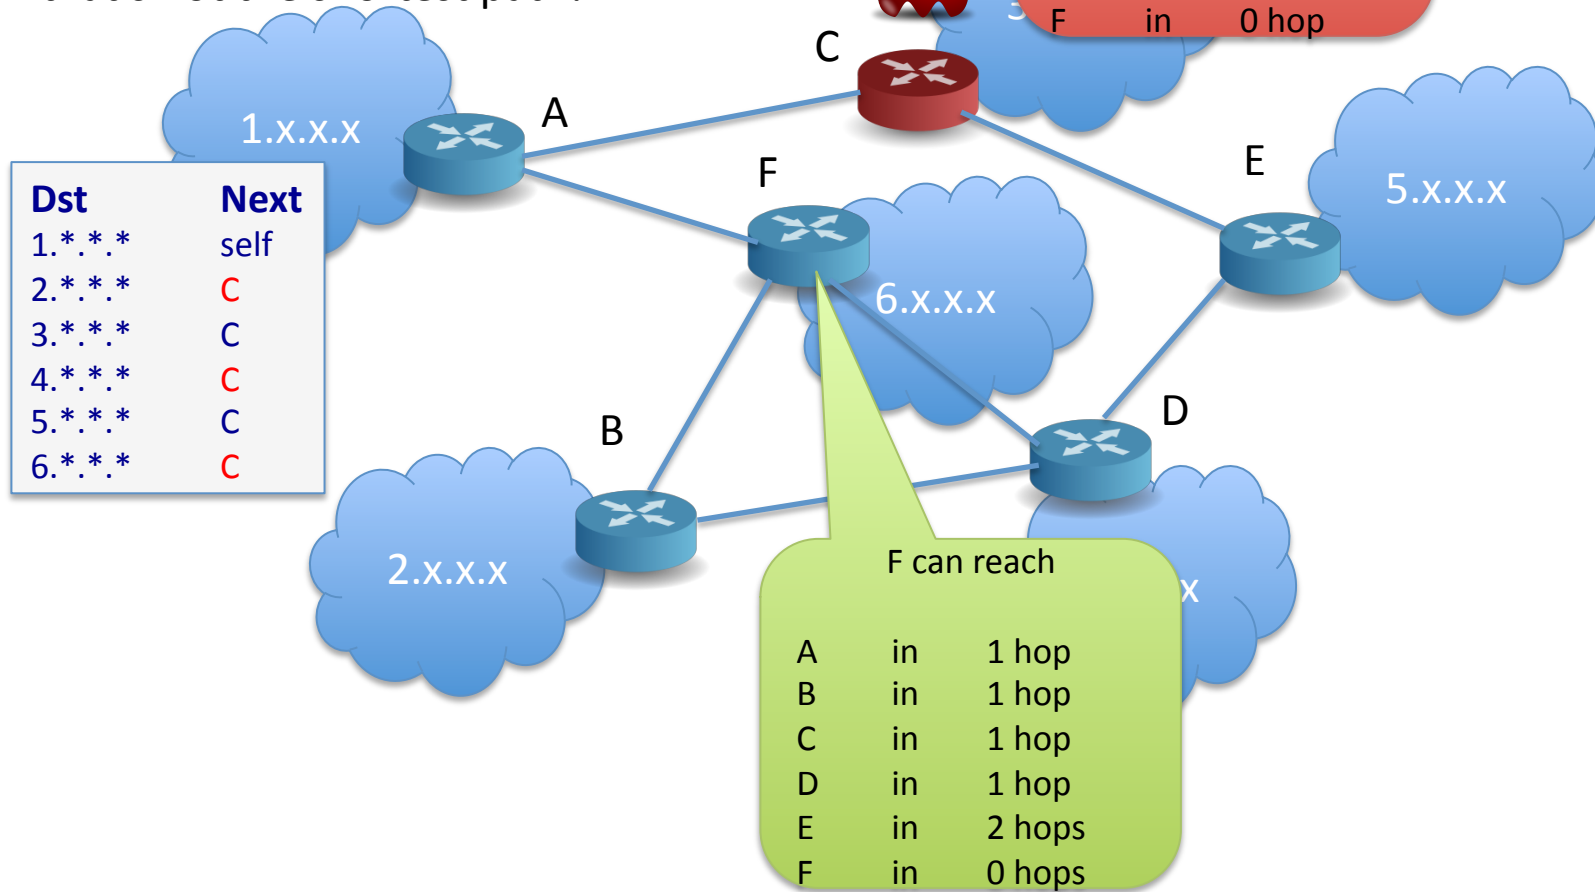 F in 0 hop
C
A
1.x.x.x
F
E
5.x.x.x
Dst Next
1.*.*.* self
2.*.*.* C
3.*.*.* C
4.*.*.* C
5.*.*.* C
6.*.*.* C
6.x.x.x
D
B
2.x.x.x
x
F can reach
A in 1 hop
B in 1 hop
C in 1 hop
D in 1 hop
E in 2 hops
F in 0 hops